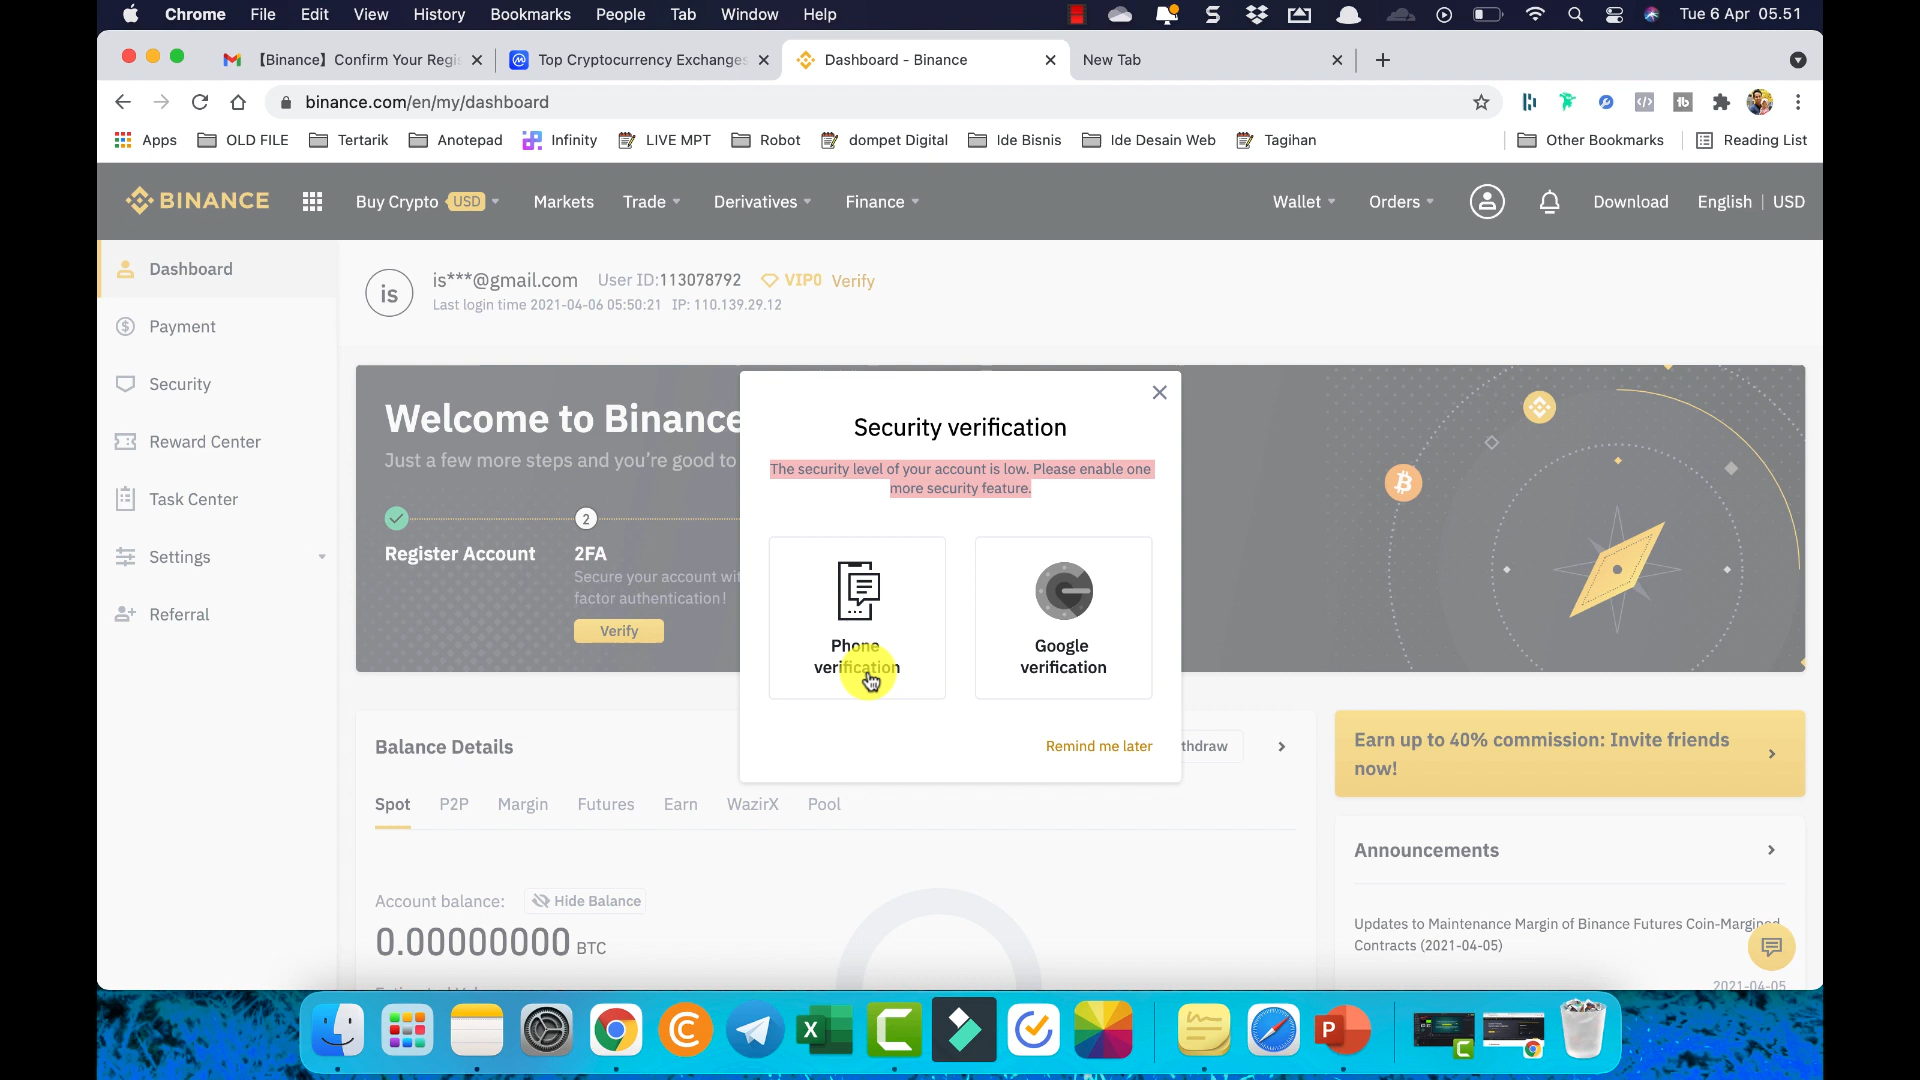 Chrome File Edit View History Bookmarks People Tab Window Help Tue 6 Apr 05.51
【Binance】Confirm Your Regis Top Cryptocurrency Exchanges Dashboard - Binance New Tab
binance.com/en/my/dashboard
Apps OLD FILE Tertarik Anotepad Infinity LIVE MPT Robot dompet Digital Ide Bisnis Ide Desain Web Tagihan Other Bookmarks Reading List
BINANCE Buy Crypto USD Markets Trade Derivatives Finance Wallet Orders Download English USD
Dashboard
Payment
Security
Reward Center
Task Center
Settings
Referral
is
is***@gmail.com User ID:113078792 VIP0 Verify
Last login time 2021-04-06 05:50:21 IP: 110.139.29.12
Welcome to Binance
Just a few more steps and you're good to
2
Register Account 2FA
Secure your account wi
factor authentication!
Verify
Security verification
The security level of your account is low. Please enable one
more security feature.
Phone
verification
Google
verification
Remind me later
Balance Details
thdraw
Spot P2P Margin Futures Earn WazirX Pool
Account balance: Hide Balance
0.00000000 BTC
Earn up to 40% commission: Invite friends
now!
Announcements
Updates to Maintenance Margin of Binance Futures Coin-Margined
Contracts (2021-04-05)
2021-04-05